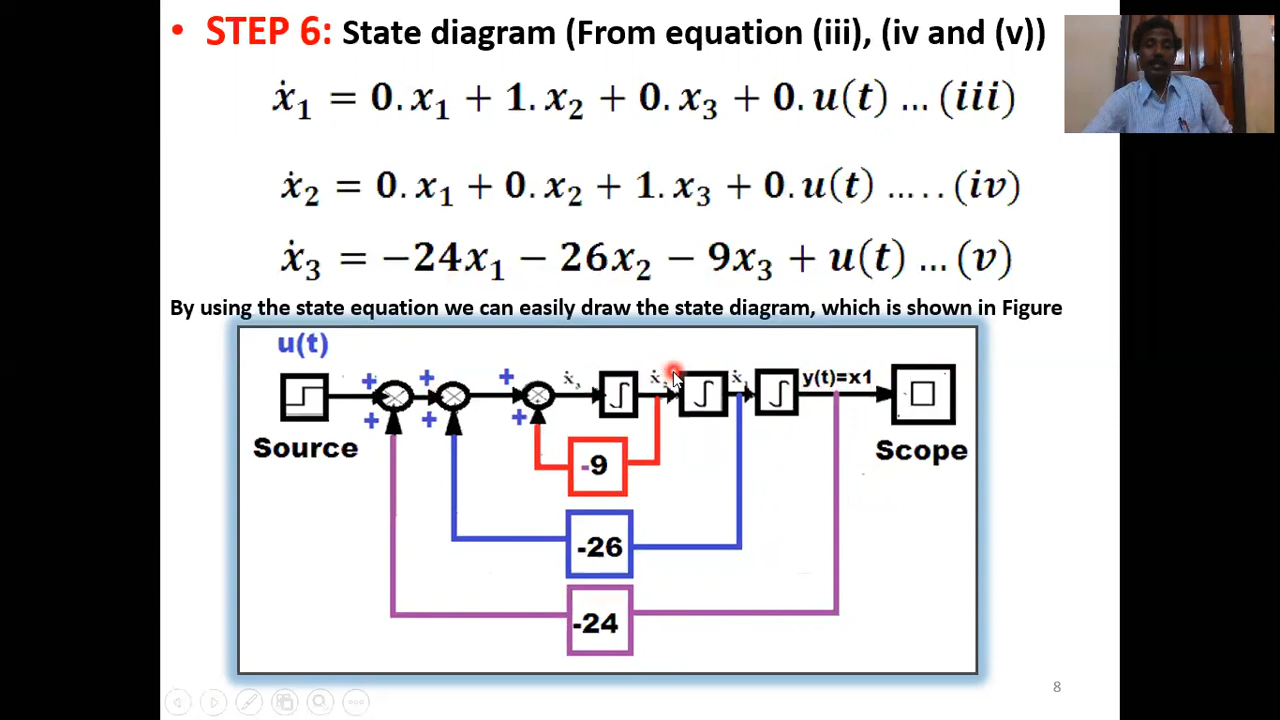 • STEP 6: State diagram (From equation (iii), (iv and (v))
ẋ₁ = 0. x₁ + 1. x₂ + 0. x₃ + 0. u(t) ... (iii)
ẋ₂ = 0. x₁ + 0. x₂ + 1. x₃ + 0. u(t) ..... (iv)
ẋ₃ = −24x₁ − 26x₂ − 9x₃ + u(t) ... (v)
By using the state equation we can easily draw the state diagram, which is shown in Figure
u(t)
+ + + ẋ₃ ∫ ẋ₂ ∫ ẋ₁ ∫ y(t)=x1
+ + +
Source
Scope
-9
-26
-24
8